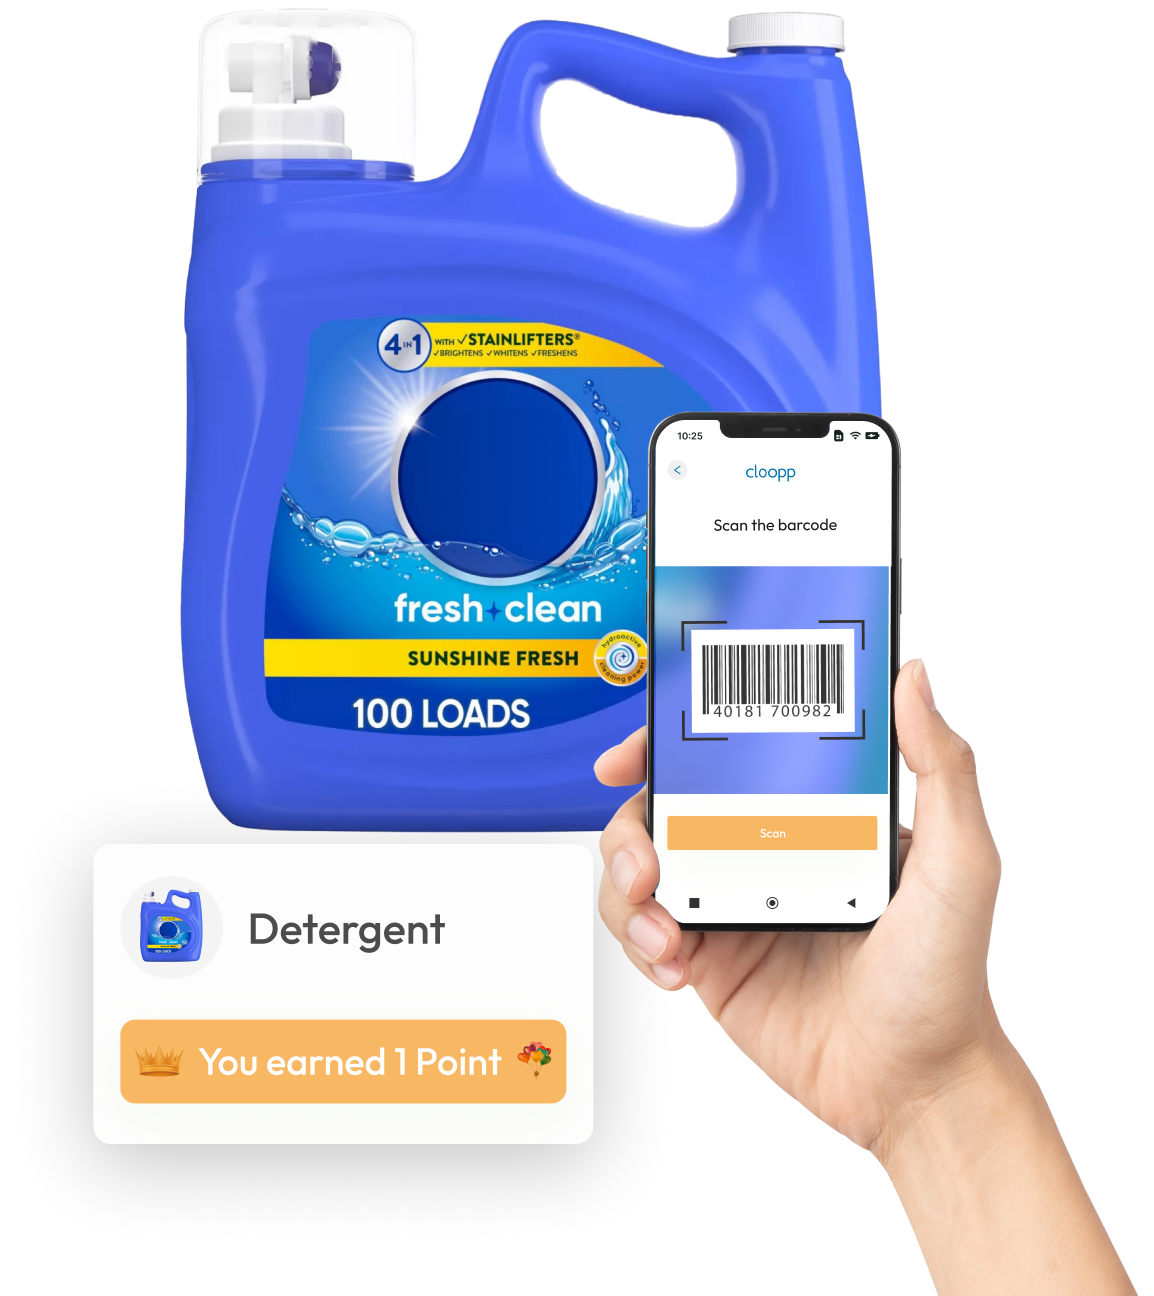 4 IN 1
WITH ✓STAINLIFTERS®
✓BRIGHTENS ✓WHITENS ✓FRESHENS
fresh clean
SUNSHINE FRESH
hydroactive
cleaning power
100 LOADS
10:25
<
cloopp
Scan the barcode
40181 700982
Scan
Detergent
You earned 1 Point